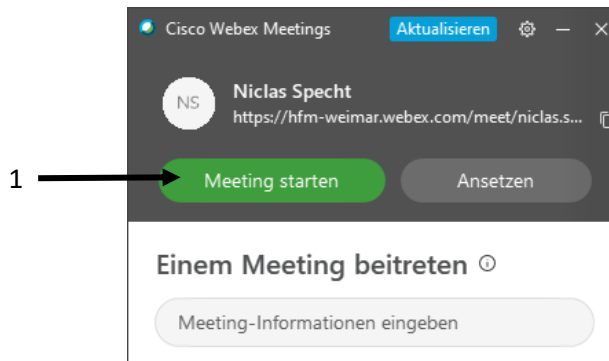 Cisco Webex Meetings Aktualisieren
NS
Niclas Specht
https://hfm-weimar.webex.com/meet/niclas.s...
1
Meeting starten Ansetzen
Einem Meeting beitreten
Meeting-Informationen eingeben